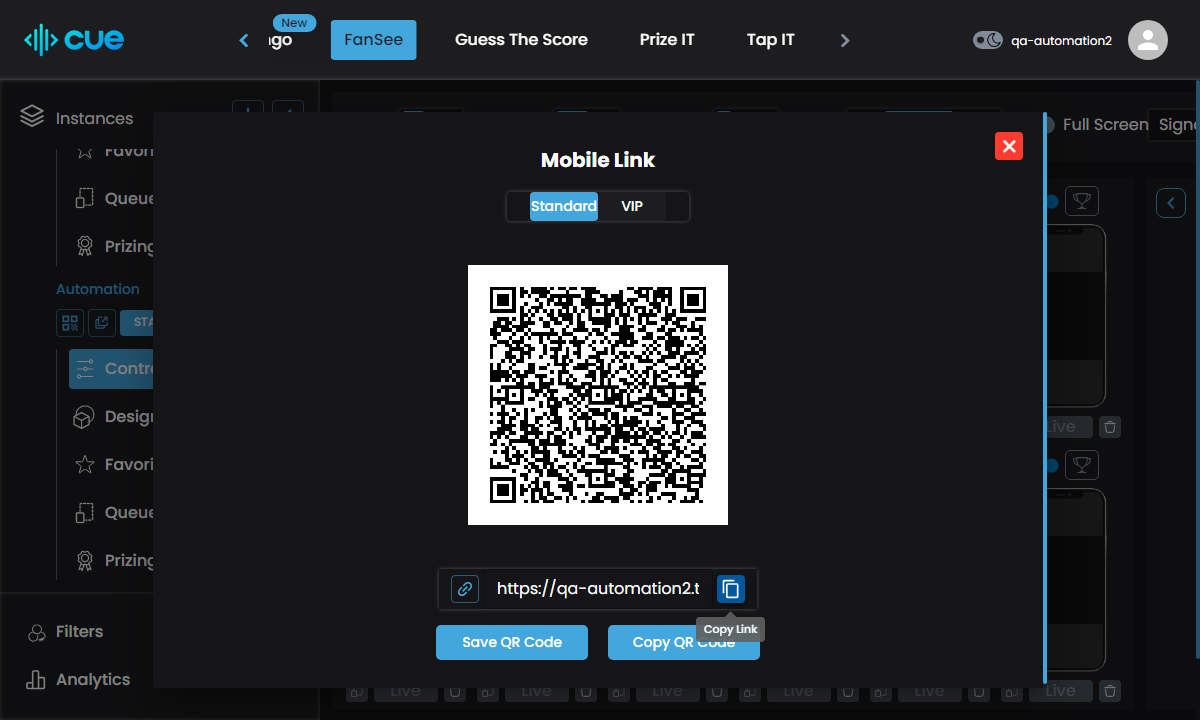 cue
New
ngo
FanSee
Guess The Score
Prize IT
Tap IT
qa-automation2
Instances
Full Screen
Sign
Favori
Queue
Prizing
Automation
STA
Contro
Design
Favori
Queue
Prizing
Filters
Analytics
Mobile Link
Standard
VIP
https://qa-automation2.t
Copy Link
Save QR Code
Copy QR Code
Live
Live
Live
Live
Live
Live
Live